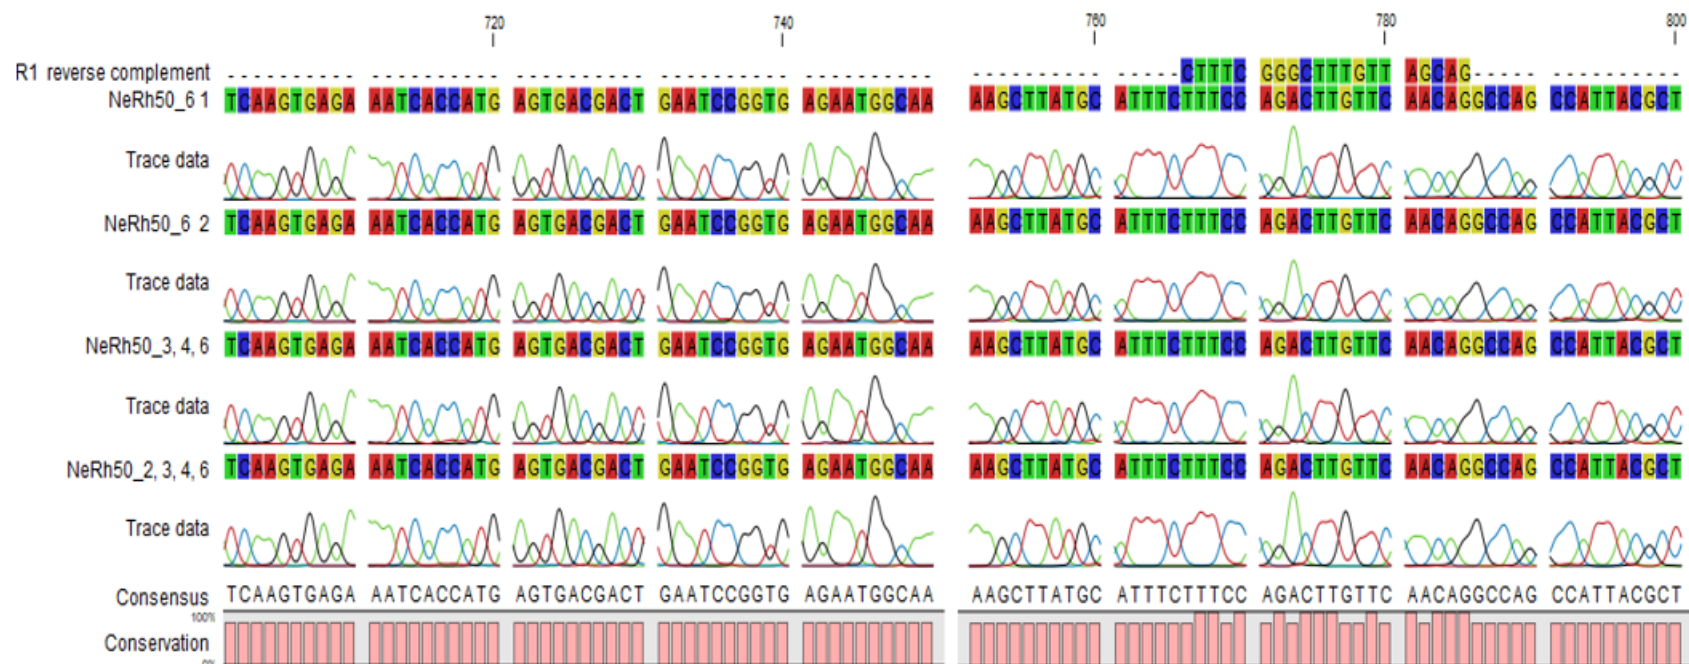 720 740 760 780 800
R1 reverse complement - - - - - - - - - - - - - - - - - - - - - - - - - - - - - - - - - - - - - - - - - - - - - - - - - - - - - - - - - - - - - - - - - CTTTC GGGCTTTGTT AGCAG - - - - - - - - - - - - - - -
NeRh50_6 1 TCAAGTGAGA AATCACCATG AGTGACGACT GAATCCGGTG AGAATGGCAA AAGCTTATGC ATTTCTTTCC AGACTTGTTC AACAGGCCAG CCATTACGCT
Trace data
NeRh50_6 2 TCAAGTGAGA AATCACCATG AGTGACGACT GAATCCGGTG AGAATGGCAA AAGCTTATGC ATTTCTTTCC AGACTTGTTC AACAGGCCAG CCATTACGCT
Trace data
NeRh50_3, 4, 6 TCAAGTGAGA AATCACCATG AGTGACGACT GAATCCGGTG AGAATGGCAA AAGCTTATGC ATTTCTTTCC AGACTTGTTC AACAGGCCAG CCATTACGCT
Trace data
NeRh50_2, 3, 4, 6 TCAAGTGAGA AATCACCATG AGTGACGACT GAATCCGGTG AGAATGGCAA AAGCTTATGC ATTTCTTTCC AGACTTGTTC AACAGGCCAG CCATTACGCT
Trace data
Consensus TCAAGTGAGA AATCACCATG AGTGACGACT GAATCCGGTG AGAATGGCAA AAGCTTATGC ATTTCTTTCC AGACTTGTTC AACAGGCCAG CCATTACGCT
100%
Conservation